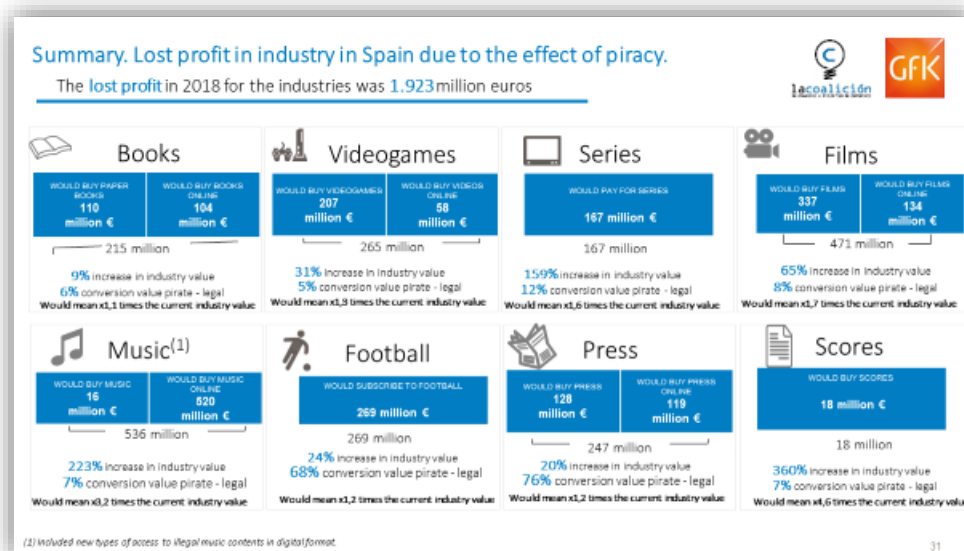 Summary. Lost profit in industry in Spain due to the effect of piracy.
The lost profit in 2018 for the industries was 1.923 million euros
lacoalición
GfK
Books
WOULD BUY PAPER BOOKS
110
million €
WOULD BUY BOOKS ONLINE
104
million €
215 million
9% increase in industry value
6% conversion value pirate - legal
Would mean x1,1 times the current industry value
Videogames
WOULD BUY VIDEOGAMES
207
million €
WOULD BUY VIDEOS ONLINE
58
million €
265 million
31% increase in industry value
5% conversion value pirate - legal
Would mean x1,3 times the current industry value
Series
WOULD PAY FOR SERIES
167 million €
167 million
159% increase in industry value
12% conversion value pirate - legal
Would mean x1,6 times the current industry value
Films
WOULD BUY FILMS
337
million €
WOULD BUY FILMS ONLINE
134
million €
471 million
65% increase in industry value
8% conversion value pirate - legal
Would mean x1,7 times the current industry value
Music(1)
WOULD BUY MUSIC
16
million €
WOULD BUY MUSIC ONLINE
520
million €
536 million
223% increase in industry value
7% conversion value pirate - legal
Would mean x3,2 times the current industry value
Football
WOULD SUBSCRIBE TO FOOTBALL
269 million €
269 million
24% increase in industry value
68% conversion value pirate - legal
Would mean x1,2 times the current industry value
Press
WOULD BUY PRESS
128
million €
WOULD BUY PRESS ONLINE
119
million €
247 million
20% increase in industry value
76% conversion value pirate - legal
Would mean x1,2 times the current industry value
Scores
WOULD BUY SCORES
18 million €
18 million
360% increase in industry value
7% conversion value pirate - legal
Would mean x4,6 times the current industry valu
(1) Included new types of access to illegal music contents in digital format.
31